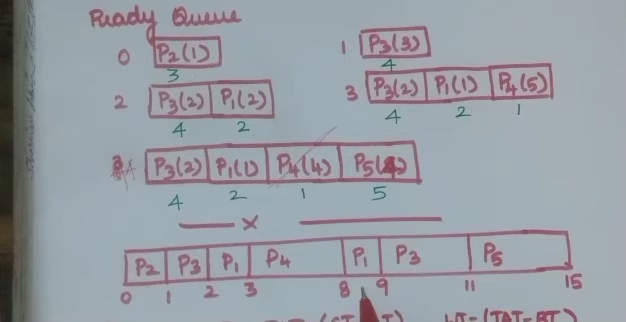 Ready Queue
0 P2(1) 1 P3(3)
3 4
2 P3(2) P1(2) 3 P3(2) P1(1) P4(5)
4 2 4 2 1
4 P3(2) P1(1) P4(4) P5(4)
4 2 1 5
x
P2 P3 P1 P4 P1 P3 P5
0 1 2 3 8 9 11 15
WT=(TAT-BT)